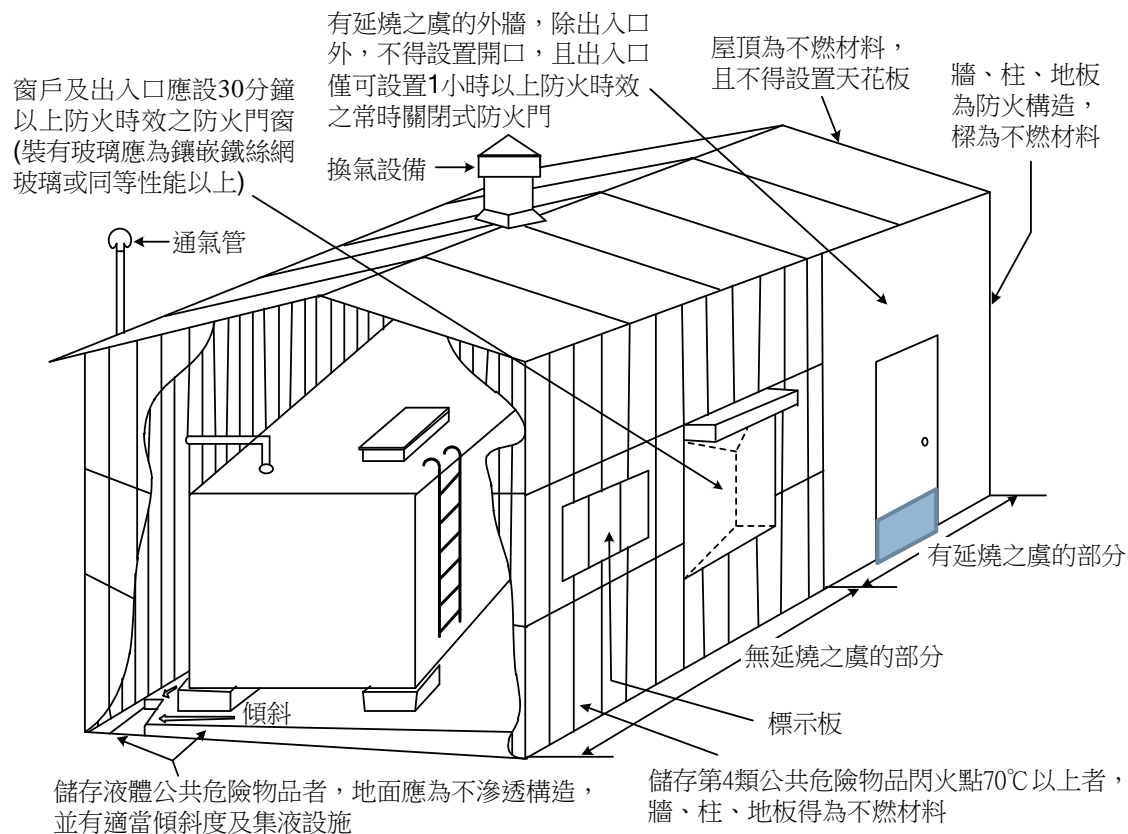 有延燒之虞的外牆，除出入口
外，不得設置開口，且出入口
僅可設置1小時以上防火時效
之常時關閉式防火門
屋頂為不燃材料，
且不得設置天花板
牆、柱、地板
為防火構造，
樑為不燃材料
窗戶及出入口應設30分鐘
以上防火時效之防火門窗
(裝有玻璃應為鑲嵌鐵絲網
玻璃或同等性能以上)
換氣設備
通氣管
有延燒之虞的部分
無延燒之虞的部分
傾斜
標示板
儲存液體公共危險物品者，地面應為不滲透構造，
並有適當傾斜度及集液設施
儲存第4類公共危險物品閃火點70℃以上者，
牆、柱、地板得為不燃材料